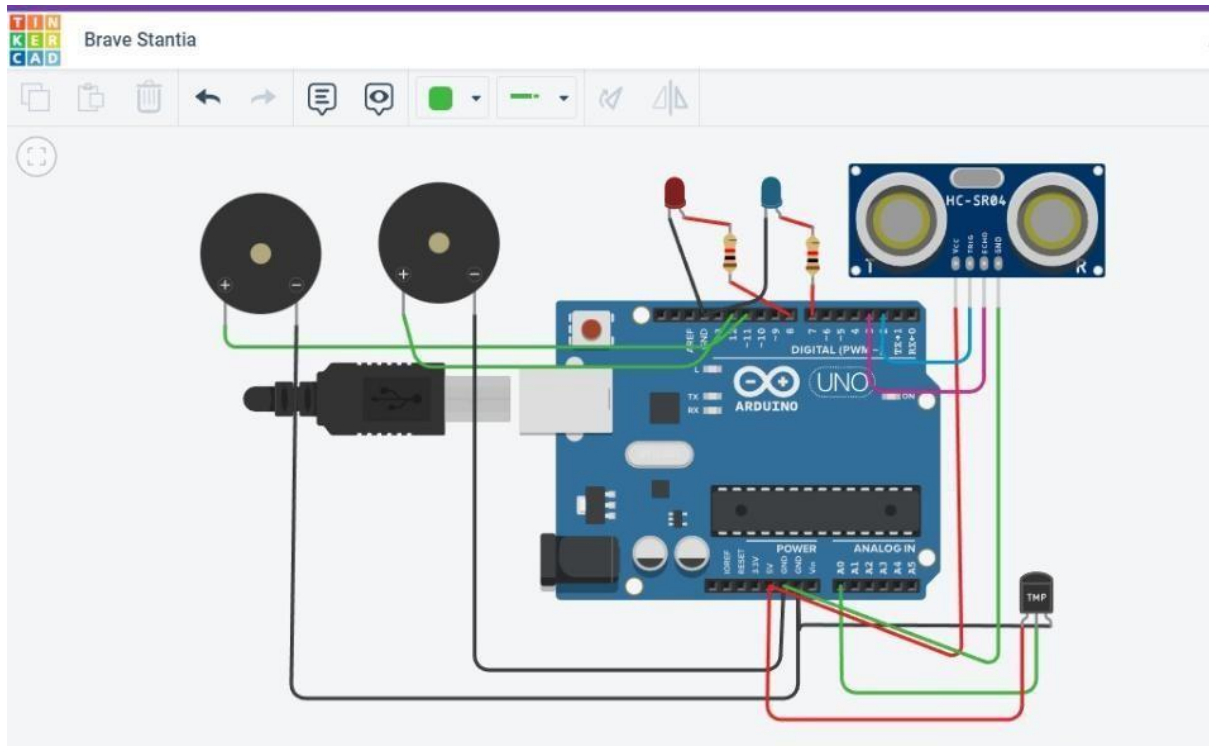 TIN
KER
CAD
Brave Stantia
HC-SR04
VCC
TRIG
ECHO
GND
T
R
+
-
+
-
AREF
GND
12
~11
~10
~9
8
7
~6
~5
4
TX→1
RX←0
DIGITAL (PWM
L
TX
RX
UNO
ARDUINO
ON
POWER
ANALOG IN
IOREF
RESET
3.3V
5V
GND
GND
Vin
A0
A1
A2
A3
A4
A5
TMP